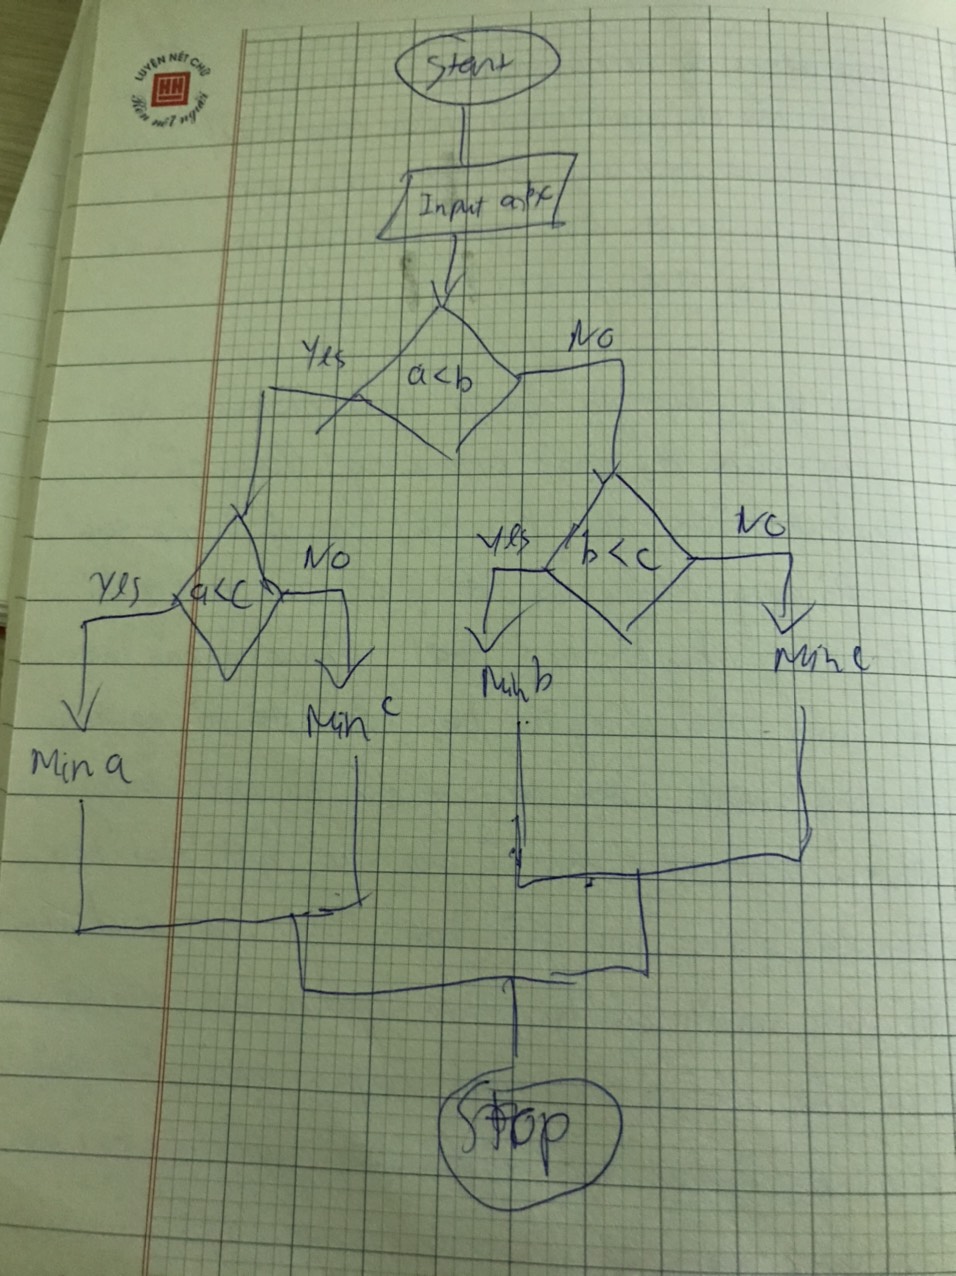 LUYỆN NÉT CHỮ
HN
Rèn nết người
Start
Input a,b,c
Yes
a<b
No
Yes
a<c
No
Yes
b<c
No
Min a
Min c
Min b
Min c
Stop